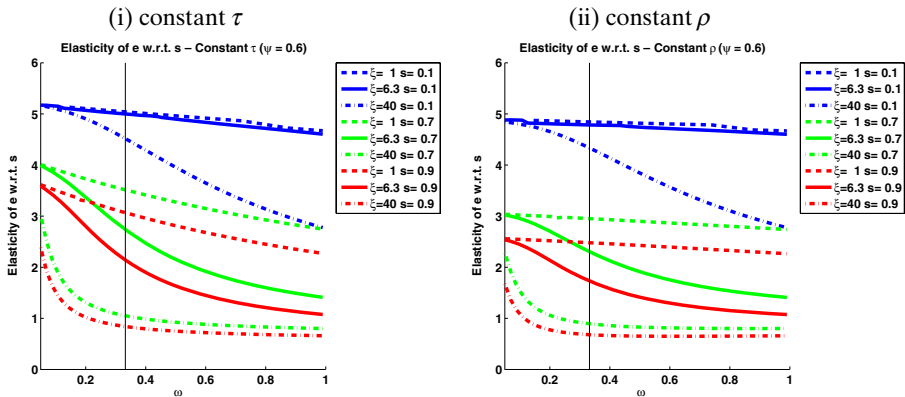 (i) constant τ
Elasticity of e w.r.t. s – Constant τ (ψ = 0.6)
Elasticity of e w.r.t. s
6
5
4
3
2
1
0
0.2
0.4
0.6
0.8
1
ω
ξ= 1 s= 0.1
ξ=6.3 s= 0.1
ξ=40 s= 0.1
ξ= 1 s= 0.7
ξ=6.3 s= 0.7
ξ=40 s= 0.7
ξ= 1 s= 0.9
ξ=6.3 s= 0.9
ξ=40 s= 0.9
(ii) constant ρ
Elasticity of e w.r.t. s – Constant ρ (ψ = 0.6)
Elasticity of e w.r.t. s
6
5
4
3
2
1
0
0.2
0.4
0.6
0.8
1
ω
ξ= 1 s= 0.1
ξ=6.3 s= 0.1
ξ=40 s= 0.1
ξ= 1 s= 0.7
ξ=6.3 s= 0.7
ξ=40 s= 0.7
ξ= 1 s= 0.9
ξ=6.3 s= 0.9
ξ=40 s= 0.9